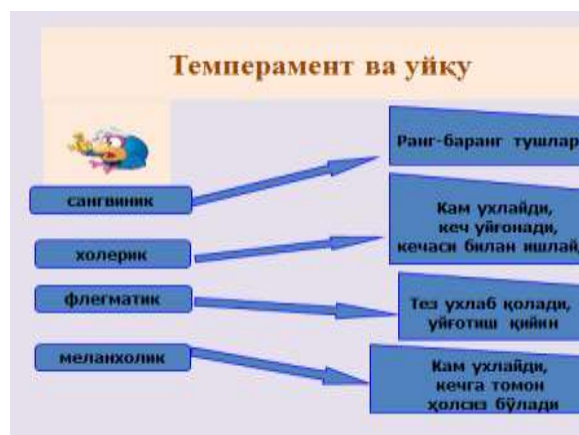 Темперамент ва уйқу
сангвиник
Ранг-баранг тушлар
холерик
Кам ухлайди,
кеч уйғонади,
кечаси билан
флегматик
Тез ухлаб қолади,
уйғотиш қийин
меланхолик
Кам ухлайди,
кечга томон
ҳолсиз бўлади